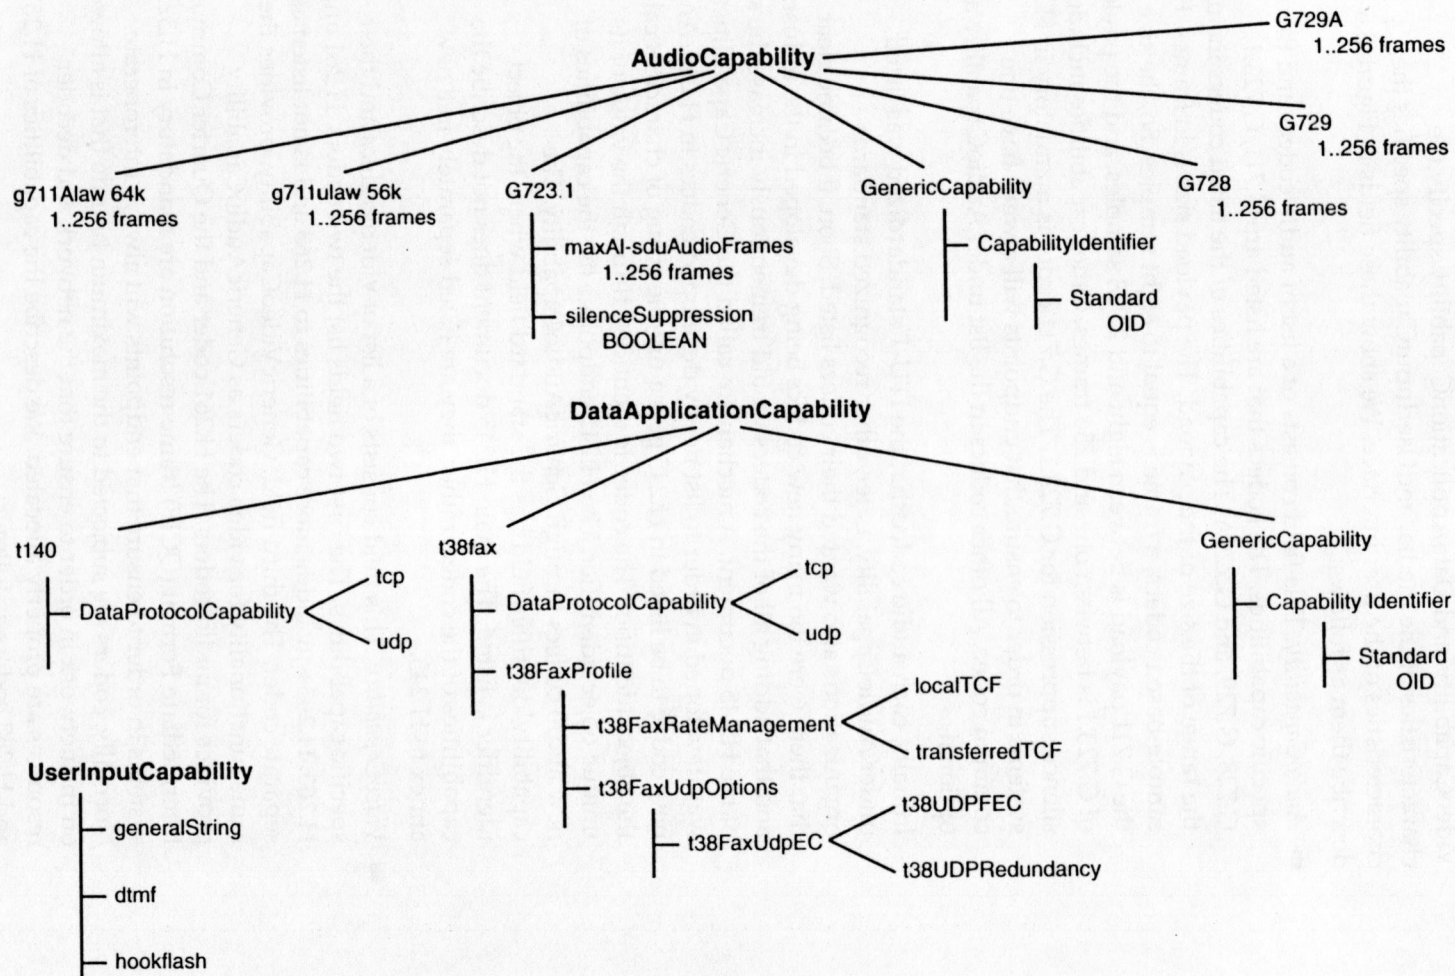 AudioCapability
G729A
1..256 frames
G729
1..256 frames
g711Alaw 64k
1..256 frames
g711ulaw 56k
1..256 frames
G723.1
maxAl-sduAudioFrames
1..256 frames
silenceSuppression
BOOLEAN
GenericCapability
CapabilityIdentifier
Standard
OID
G728
1..256 frames
DataApplicationCapability
t140
DataProtocolCapability
tcp
udp
t38fax
DataProtocolCapability
tcp
udp
t38FaxProfile
t38FaxRateManagement
localTCF
transferredTCF
t38FaxUdpOptions
t38FaxUdpEC
t38UDPFEC
t38UDPRedundancy
GenericCapability
Capability Identifier
Standard
OID
UserInputCapability
generalString
dtmf
hookflash